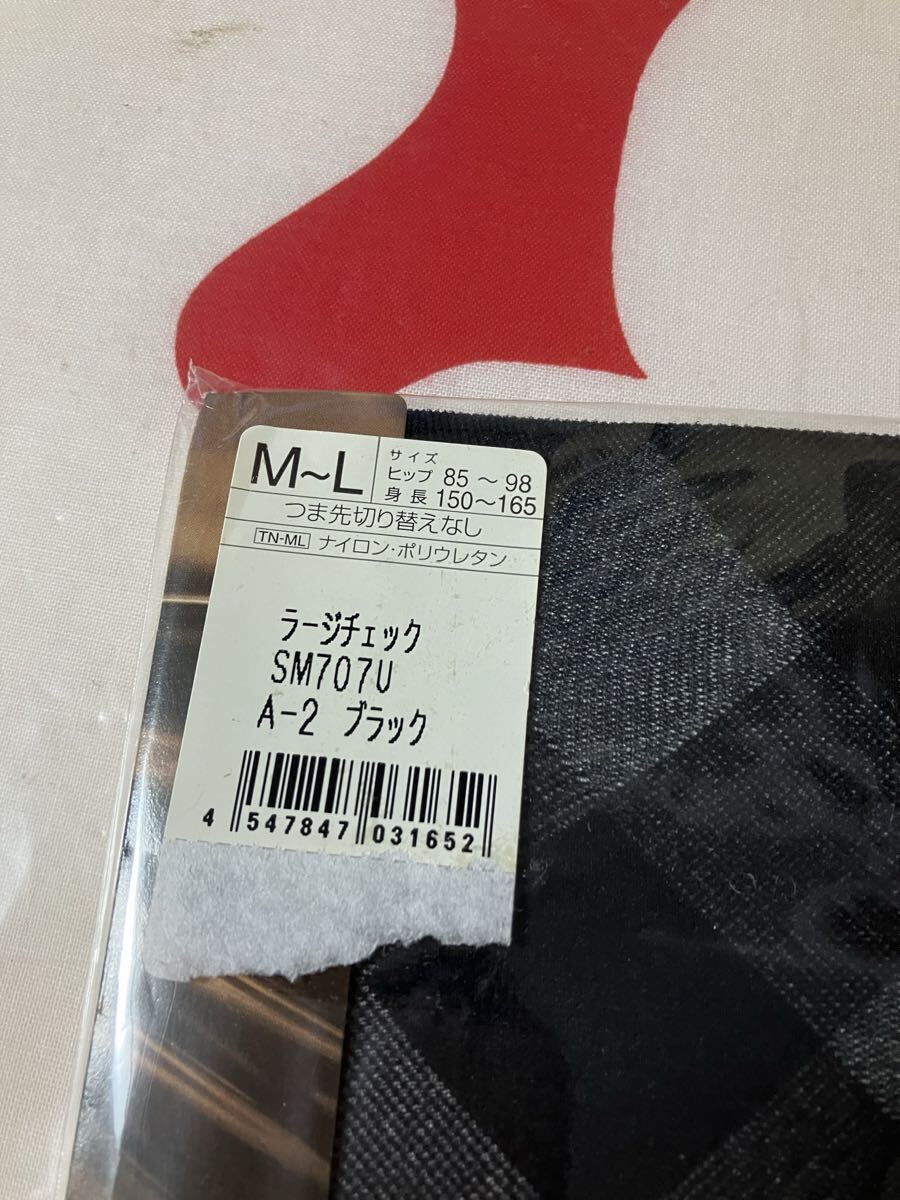 M~L
サイズ
ヒップ 85~98
身長 150~165
つま先切り替えなし
TN-ML ナイロン・ポリウレタン
ラージチェック
SM707U
A-2 ブラック
4 547847 031652